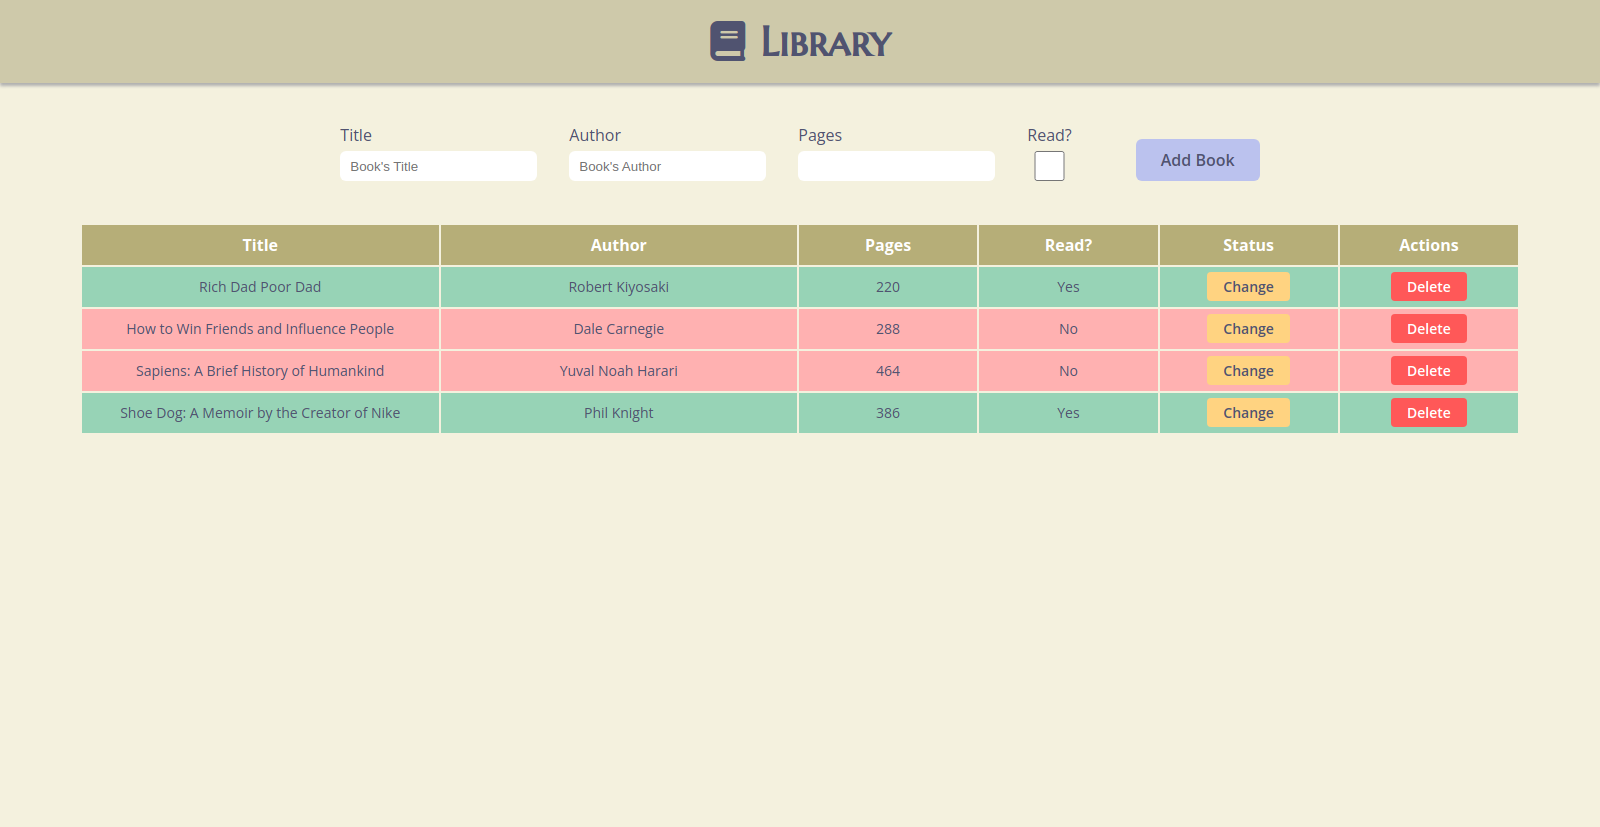 Library
Title Author Pages Read?
Book's Title Book's Author Add Book
Title Author Pages Read? Status Actions
Rich Dad Poor Dad Robert Kiyosaki 220 Yes Change Delete
How to Win Friends and Influence People Dale Carnegie 288 No Change Delete
Sapiens: A Brief History of Humankind Yuval Noah Harari 464 No Change Delete
Shoe Dog: A Memoir by the Creator of Nike Phil Knight 386 Yes Change Delete